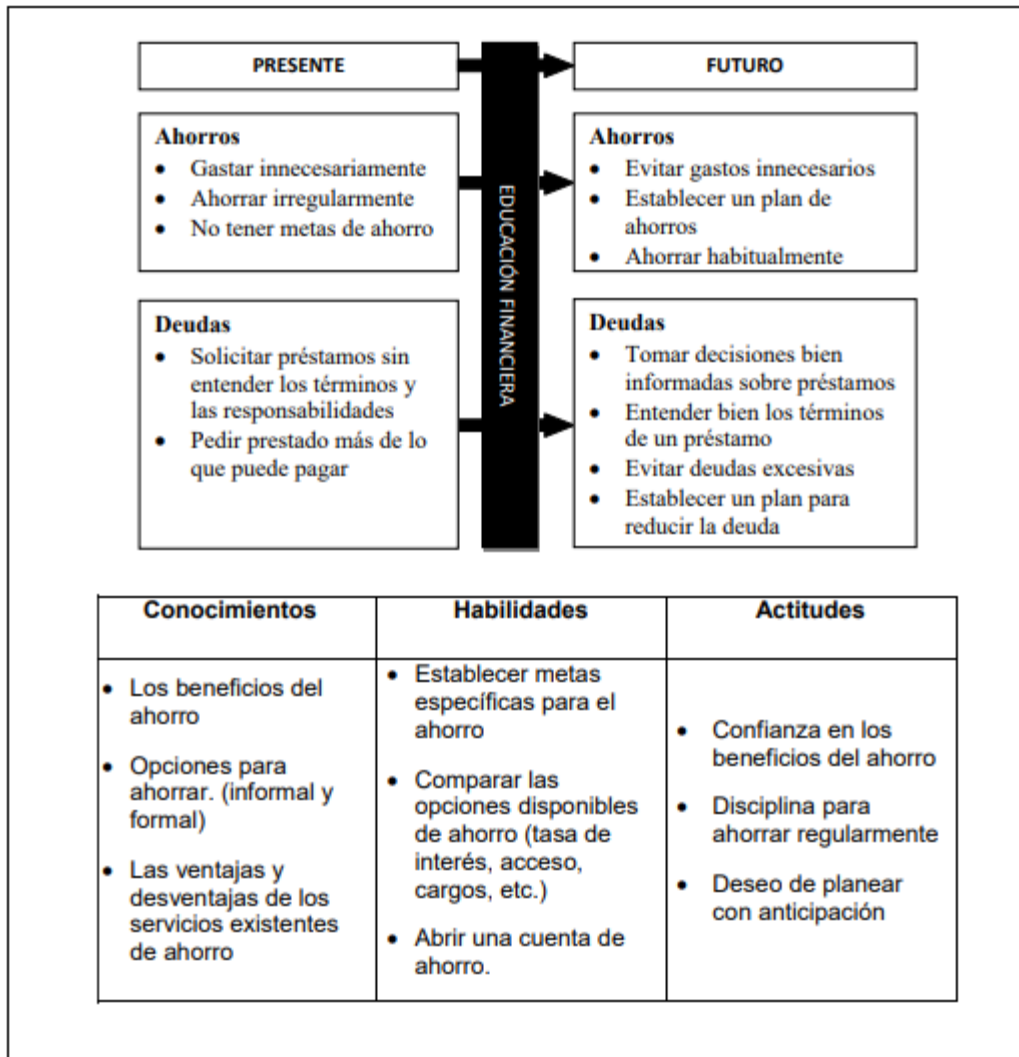 PRESENTE
FUTURO
EDUCACIÓN FINANCIERA
Ahorros
• Gastar innecesariamente
• Ahorrar irregularmente
• No tener metas de ahorro
Ahorros
• Evitar gastos innecesarios
• Establecer un plan de
ahorros
• Ahorrar habitualmente
Deudas
• Solicitar préstamos sin
entender los términos y
las responsabilidades
• Pedir prestado más de lo
que puede pagar
Deudas
• Tomar decisiones bien
informadas sobre préstamos
• Entender bien los términos
de un préstamo
• Evitar deudas excesivas
• Establecer un plan para
reducir la deuda
Conocimientos
Habilidades
Actitudes
• Los beneficios del
ahorro
• Opciones para
ahorrar. (informal y
formal)
• Las ventajas y
desventajas de los
servicios existentes
de ahorro
• Establecer metas
específicas para el
ahorro
• Comparar las
opciones disponibles
de ahorro (tasa de
interés, acceso,
cargos, etc.)
• Abrir una cuenta de
ahorro.
• Confianza en los
beneficios del ahorro
• Disciplina para
ahorrar regularmente
• Deseo de planear
con anticipación